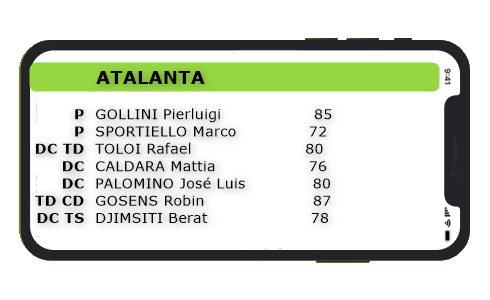 ATALANTA
9:41
P GOLLINI Pierluigi 85
P SPORTIELLO Marco 72
DC TD TOLOI Rafael 80
DC CALDARA Mattia 76
DC PALOMINO José Luis 80
TD CD GOSENS Robin 87
DC TS DJIMSITI Berat 78